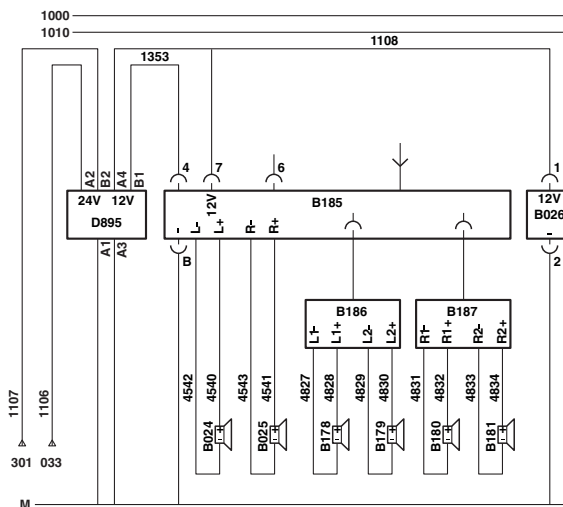 1000
1010
1108
1353
A2
B2
A4
B1
4
7
6
1
24V 12V
D895
12V
B185
12V
B026
-
L-
L+
R-
R+
-
A1
A3
B
2
B186
B187
L1-
L1+
L2-
L2+
R1-
R1+
R2-
R2+
1107
1106
4542
4540
4543
4541
4827
4828
4829
4830
4831
4832
4833
4834
B024
B025
B178
B179
B180
B181
301 033
M